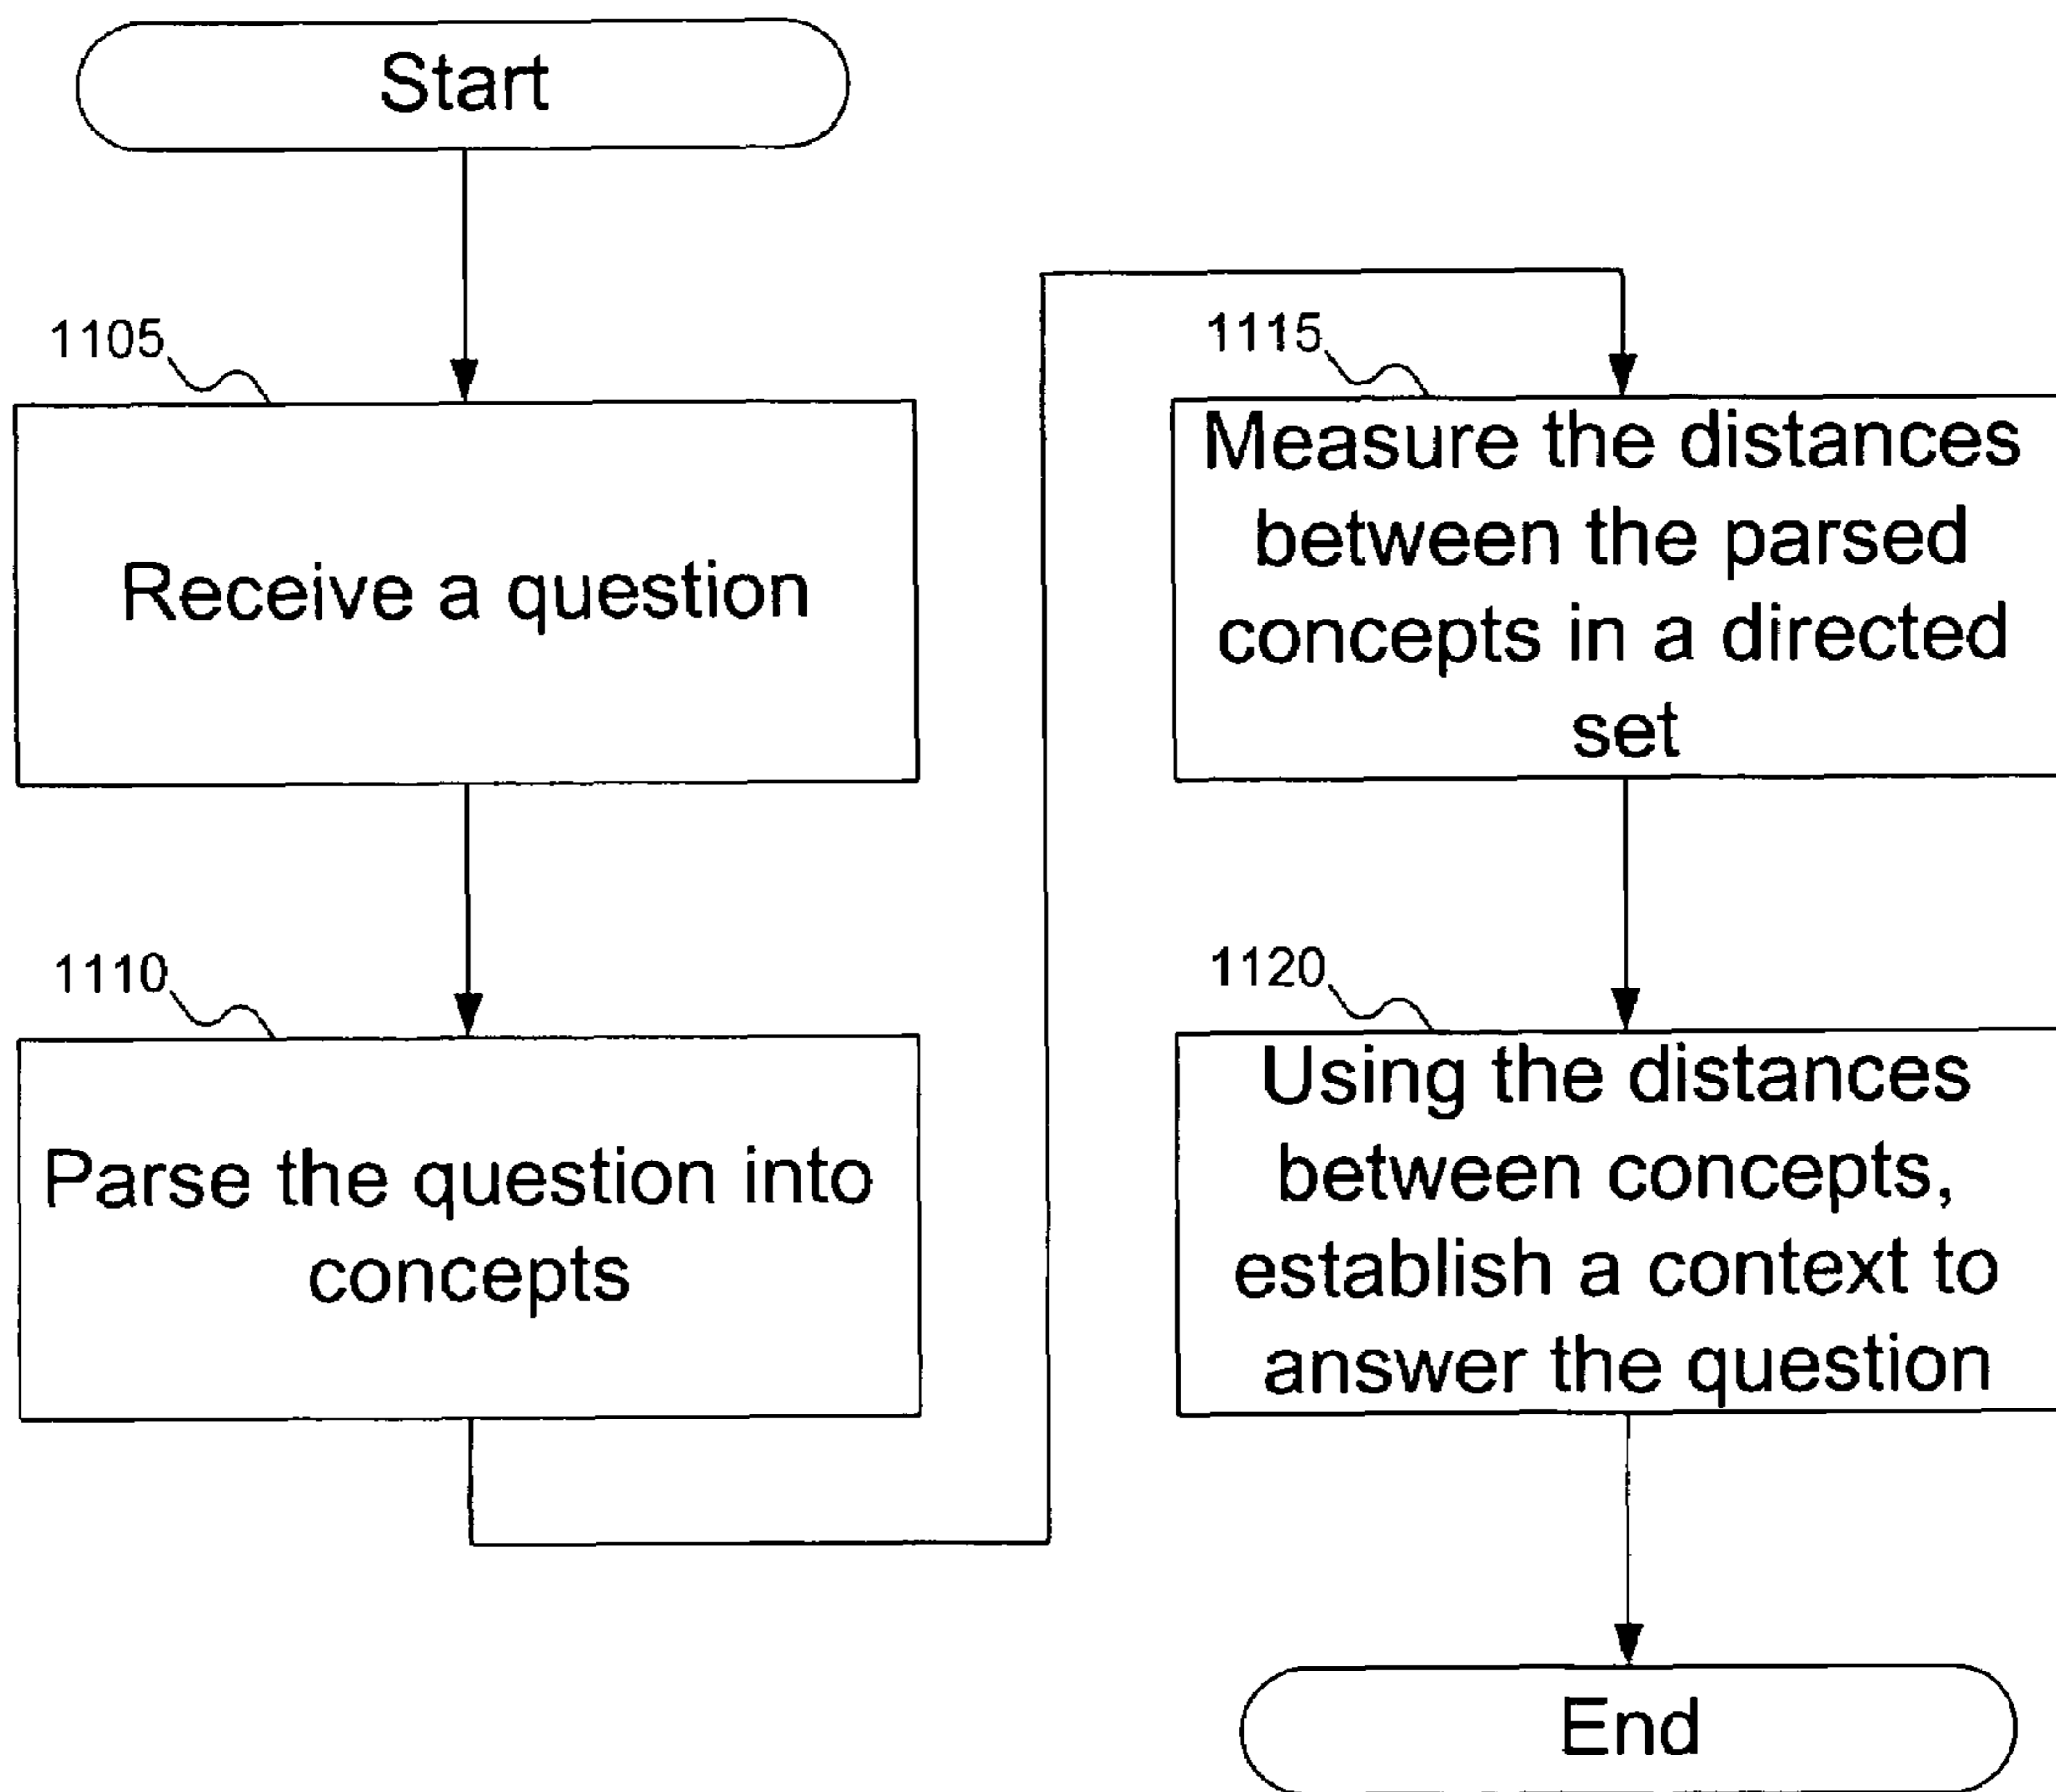 Start
1105
Receive a question
1110
Parse the question into
concepts
1115
Measure the distances
between the parsed
concepts in a directed
set
1120
Using the distances
between concepts,
establish a context to
answer the question
End